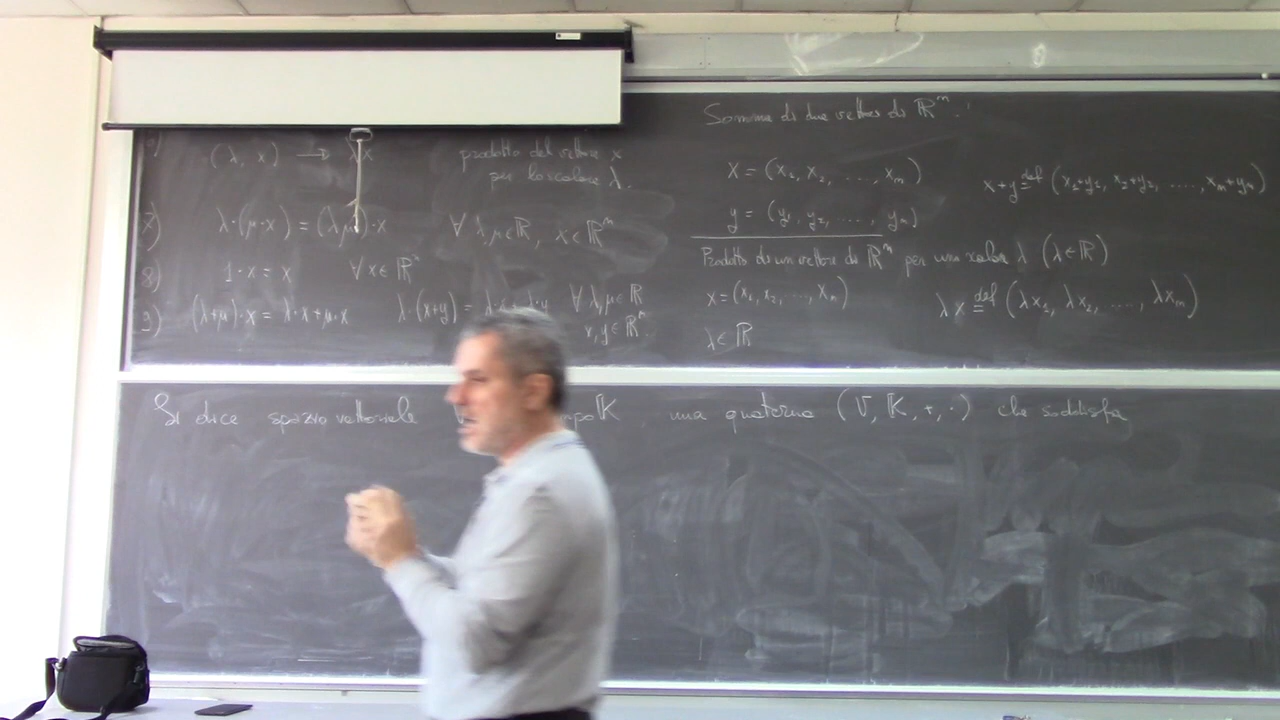 (λ, x) → λx prodotto del vettore x
per lo scalare λ.
7) λ·(μ·x) = (λμ)·x ∀ λ,μ∈ℝ, x∈ℝⁿ
8) 1·x = x ∀x∈ℝⁿ
9) (λ+μ)·x = λ·x+μ·x λ·(x+y) = λ·x+λ·y ∀ λ,μ∈ℝ
x,y∈ℝⁿ.
Somma di due vettori di ℝⁿ:
x = (x₁, x₂, ...., xₙ) x+y def= (x₁+y₁, x₂+y₂, ...., xₙ+yₙ)
y = (y₁, y₂, ...., yₙ)
Prodotto di un vettore di ℝⁿ per uno scalare λ (λ∈ℝ)
x = (x₁, x₂, ..., xₙ) λx def= (λx₁, λx₂, ...., λxₙ)
λ∈ℝ
Si dice spazio vettoriale 𝕂 una quaterna (V, 𝕂, +, ·) che soddisfa